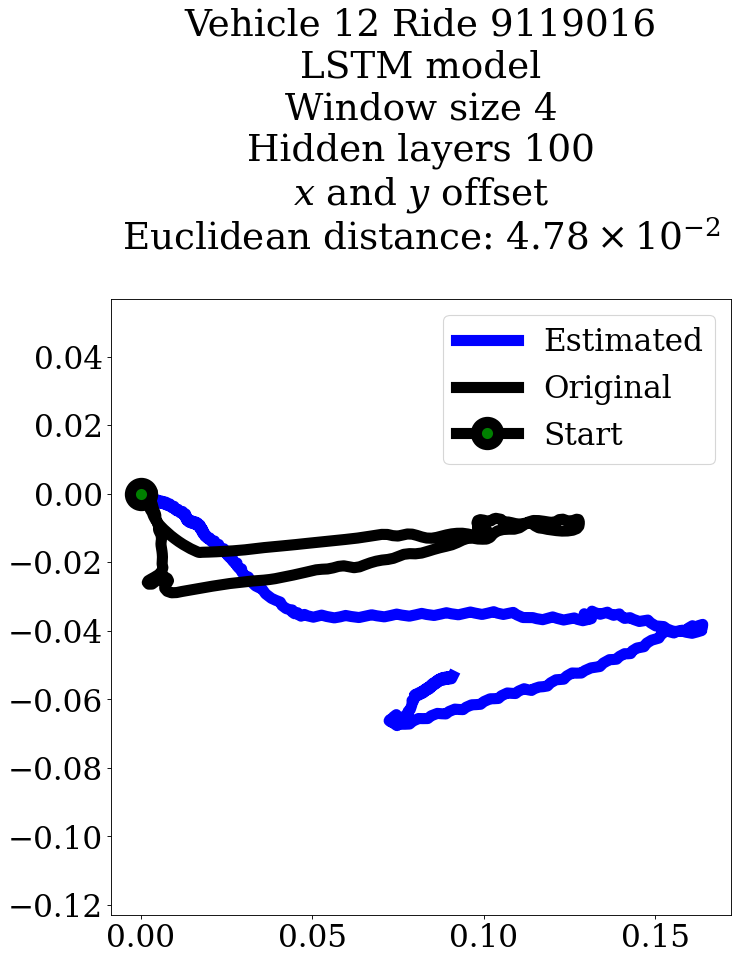 Vehicle 12 Ride 9119016
LSTM model
Window size 4
Hidden layers 100
x and y offset
Euclidean distance: 4.78 × 10⁻²
Estimated
Original
Start
0.04
0.02
0.00
−0.02
−0.04
−0.06
−0.08
−0.10
−0.12
0.00 0.05 0.10 0.15